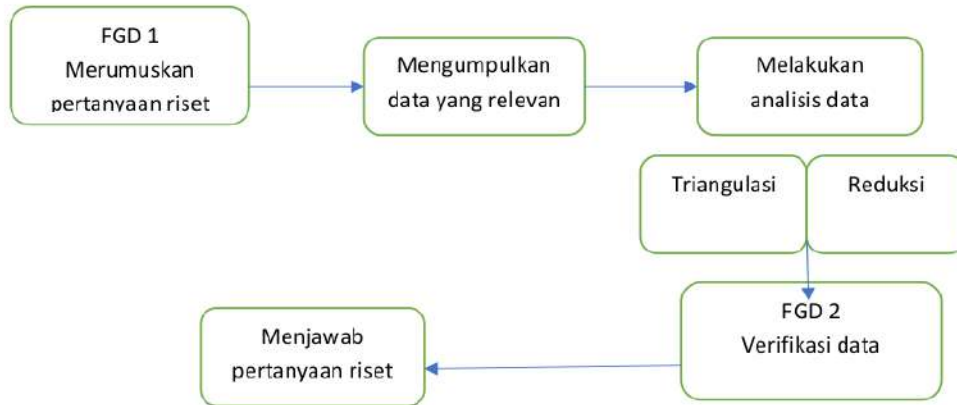 FGD 1
Merumuskan
pertanyaan riset
Mengumpulkan
data yang relevan
Melakukan
analisis data
Triangulasi
Reduksi
FGD 2
Verifikasi data
Menjawab
pertanyaan riset